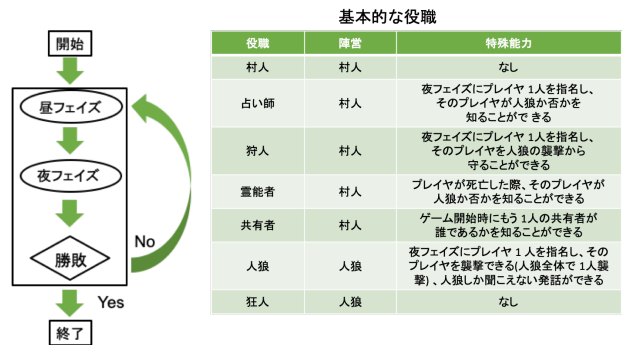 基本的な役職
開始
昼フェイズ
夜フェイズ
勝敗
No
Yes
終了
役職 陣営 特殊能力
村人 村人 なし
占い師 村人 夜フェイズにプレイヤ 1人を指名し、
そのプレイヤが人狼か否かを
知ることがで きる
狩人 村人 夜フェイズにプレイヤ 1人を指名し、
そのプレイヤを人狼の襲撃から
守ることができる
霊能者 村人 プレイヤが死亡した際、そのプレイヤが
人狼か否かを知ることができる
共有者 村人 ゲーム開始時にもう 1人の共有者が
誰であるかを知ることができる
人狼 人狼 夜フェイズにプレイヤ 1 人を指名し、その
プレイヤを襲撃できる(人狼全体で 1人襲
撃) 、人狼しか聞こえない発話ができる
狂人 人狼 なし